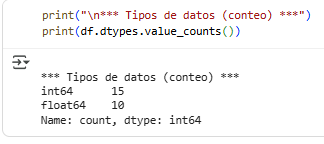 print("\n*** Tipos de datos (conteo) ***")
print(df.dtypes.value_counts())
*** Tipos de datos (conteo) ***
int64      15
float64    10
Name: count, dtype: int64